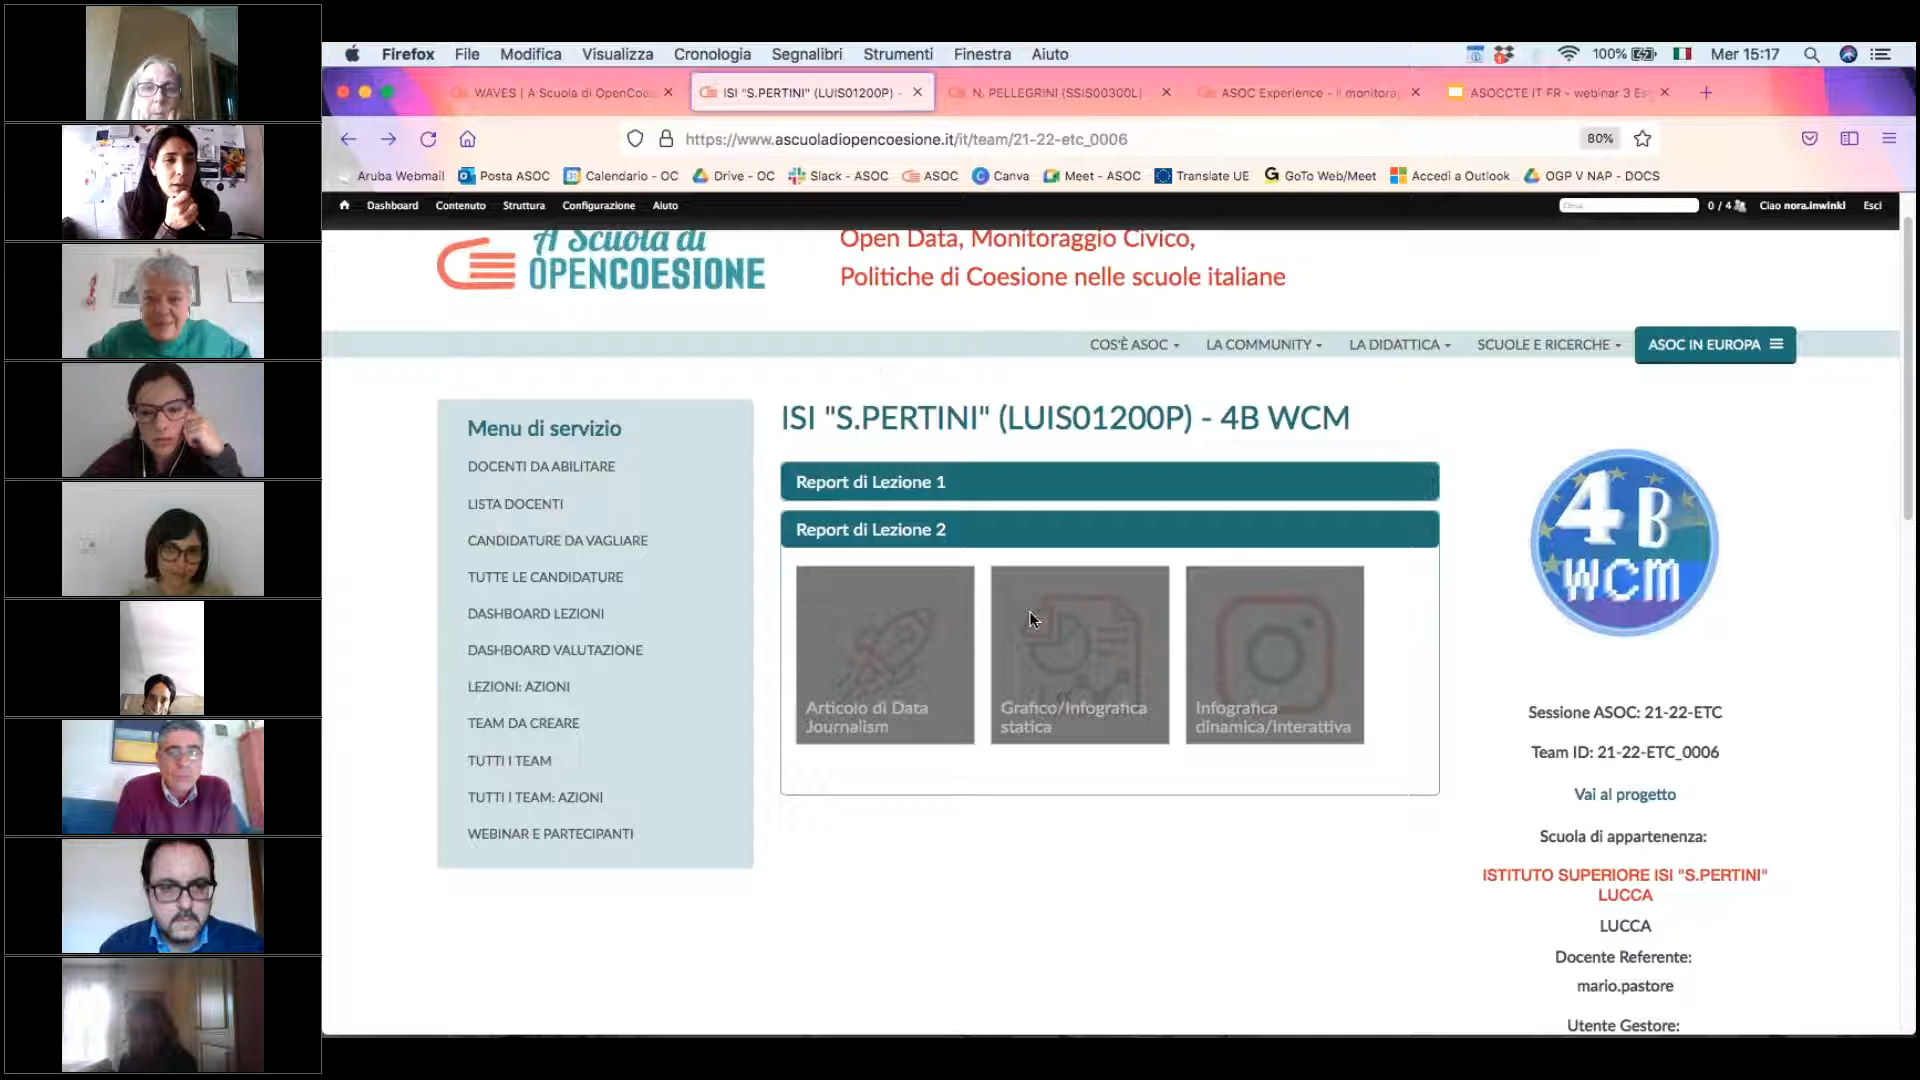 Firefox File Modifica Visualizza Cronologia Segnalibri Strumenti Finestra Aiuto
100% Mer 15:17
WAVES | A Scuola di OpenCoe
ISI "S.PERTINI" (LUIS01200P) -
N. PELLEGRINI (SSIS00300L)
ASOC Experience - Il monitorag
ASOCCTE IT FR - webinar 3 Es
https://www.ascuoladiopencoesione.it/it/team/21-22-etc_0006
80%
Aruba Webmail Posta ASOC Calendario - OC Drive - OC Slack - ASOC ASOC Canva Meet - ASOC Translate UE GoTo Web/Meet Accedi a Outlook OGP V NAP - DOCS
Dashboard Contenuto Struttura Configurazione Aiuto
0 / 4 Ciao nora.inwinkl Esci
A Scuola di
OPENCOESIONE
Open Data, Monitoraggio Civico,
Politiche di Coesione nelle scuole italiane
COS'È ASOC LA COMMUNITY LA DIDATTICA SCUOLE E RICERCHE ASOC IN EUROPA
Menu di servizio
DOCENTI DA ABILITARE
LISTA DOCENTI
CANDIDATURE DA VAGLIARE
TUTTE LE CANDIDATURE
DASHBOARD LEZIONI
DASHBOARD VALUTAZIONE
LEZIONI: AZIONI
TEAM DA CREARE
TUTTI I TEAM
TUTTI I TEAM: AZIONI
WEBINAR E PARTECIPANTI
ISI "S.PERTINI" (LUIS01200P) - 4B WCM
Report di Lezione 1
Report di Lezione 2
Articolo di Data
Journalism
Grafico/Infografica
statica
Infografica
dinamica/interattiva
4B
WCM
Sessione ASOC: 21-22-ETC
Team ID: 21-22-ETC_0006
Vai al progetto
Scuola di appartenenza:
ISTITUTO SUPERIORE ISI "S.PERTINI"
LUCCA
LUCCA
Docente Referente:
mario.pastore
Utente Gestore: